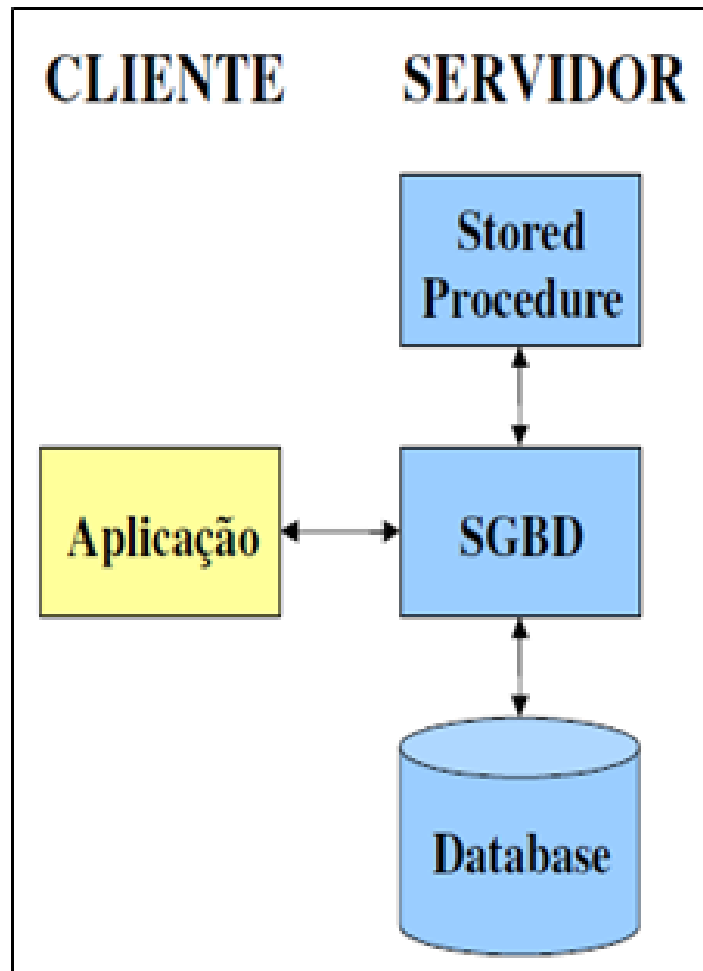 CLIENTE SERVIDOR
Stored
Procedure
Aplicação
SGBD
Database